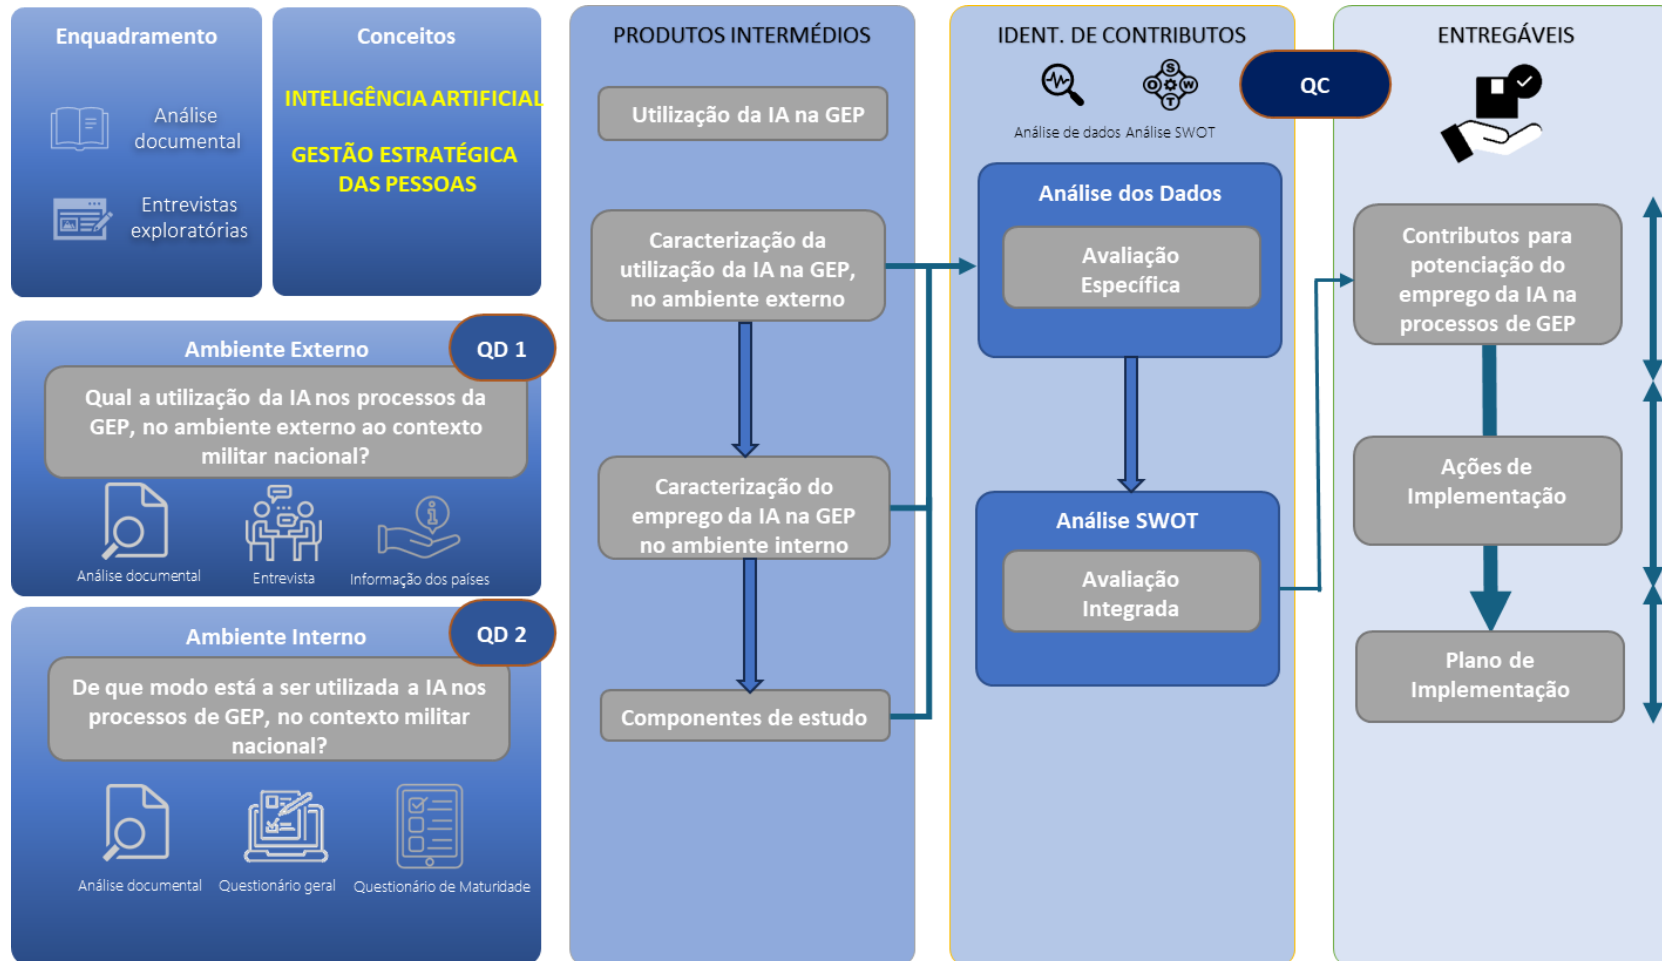 Enquadramento
Análise
documental
Entrevistas
exploratórias
Conceitos
INTELIGÊNCIA ARTIFICIAL
GESTÃO ESTRATÉGICA
DAS PESSOAS
Ambiente Externo
QD 1
Qual a utilização da IA nos processos da
GEP, no ambiente externo ao contexto
militar nacional?
Análise documental
Entrevista
Informação dos países
Ambiente Interno
QD 2
De que modo está a ser utilizada a IA nos
processos de GEP, no contexto militar
nacional?
Análise documental
Questionário geral
Questionário de Maturidade
PRODUTOS INTERMÉDIOS
Utilização da IA na GEP
Caracterização da
utilização da IA na GEP,
no ambiente externo
Caracterização do
emprego da IA na GEP
no ambiente interno
Componentes de estudo
IDENT. DE CONTRIBUTOS
S
O
W
T
Análise de dados
Análise SWOT
QC
Análise dos Dados
Avaliação
Específica
Análise SWOT
Avaliação
Integrada
ENTREGÁVEIS
Contributos para
potenciação do
emprego da IA na
processos de GEP
Ações de
Implementação
Plano de
Implementação